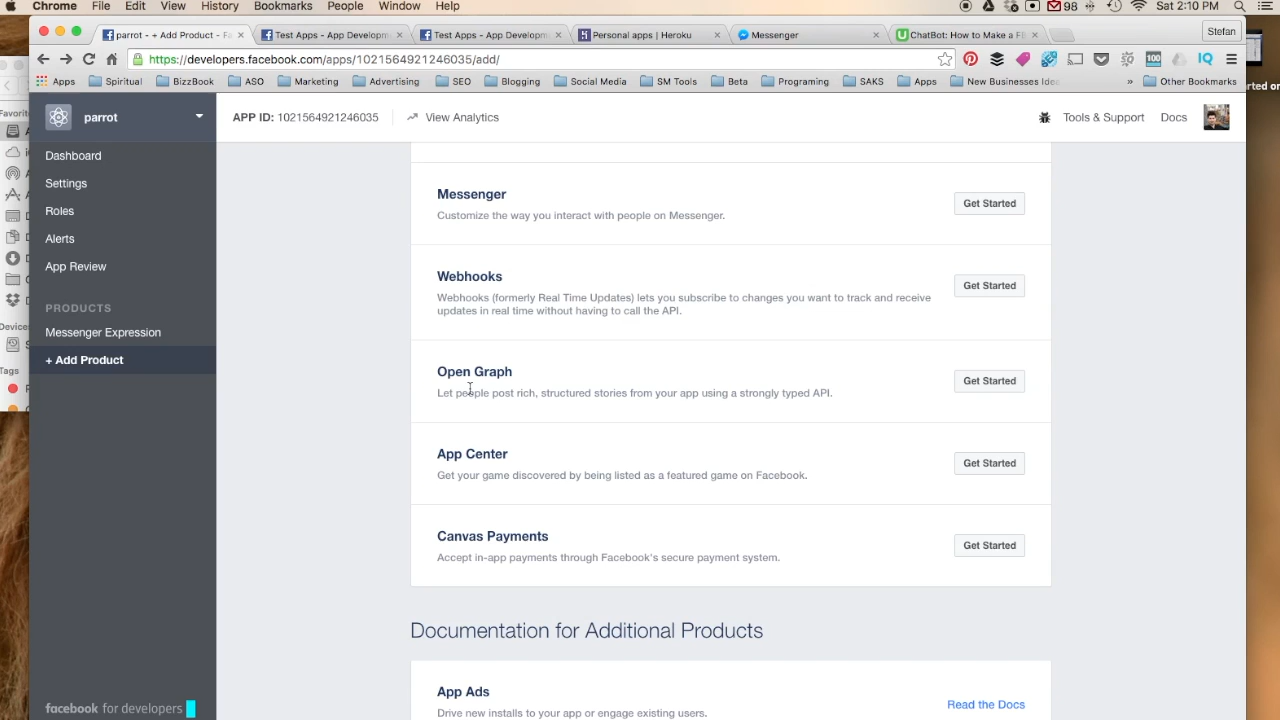 Chrome File Edit View History Bookmarks People Window Help 98 Sat 2:10 PM
parrot - + Add Product - Fa Test Apps - App Developm Test Apps - App Developm Personal apps | Heroku Messenger ChatBot: How to Make a FB Stefan
https://developers.facebook.com/apps/1021564921246035/add/
Apps Spiritual BizzBook ASO Marketing Advertising SEO Blogging Social Media SM Tools Blog Programing SAKS Apps New Businesses Idea » Other Bookmarks
parrot
APP ID: 1021564921246035 View Analytics Tools & Support Docs
Dashboard
Settings
Roles
Alerts
App Review
PRODUCTS
Messenger Expression
+ Add Product
facebook for developers
Messenger
Customize the way you interact with people on Messenger.
Get Started
Webhooks
Webhooks (formerly Real Time Updates) lets you subscribe to changes you want to track and receive
updates in real time without having to call the API.
Get Started
Open Graph
Let people post rich, structured stories from your app using a strongly typed API.
Get Started
App Center
Get your game discovered by being listed as a featured game on Facebook.
Get Started
Canvas Payments
Accept in-app payments through Facebook's secure payment system.
Get Started
Documentation for Additional Products
App Ads
Drive new installs to your app or engage existing users.
Read the Docs
Favorite
Devices
Tags
rted on